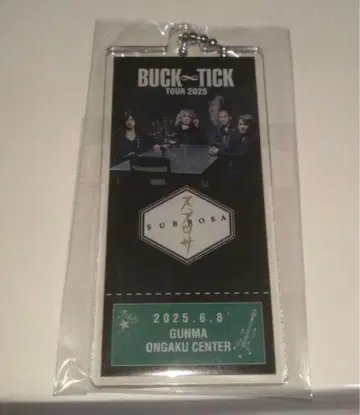 BUCK∞TICK
TOUR 2025
スブロサ
SUBROSA
2025.6.8
GUNMA
ONGAKU CENTER